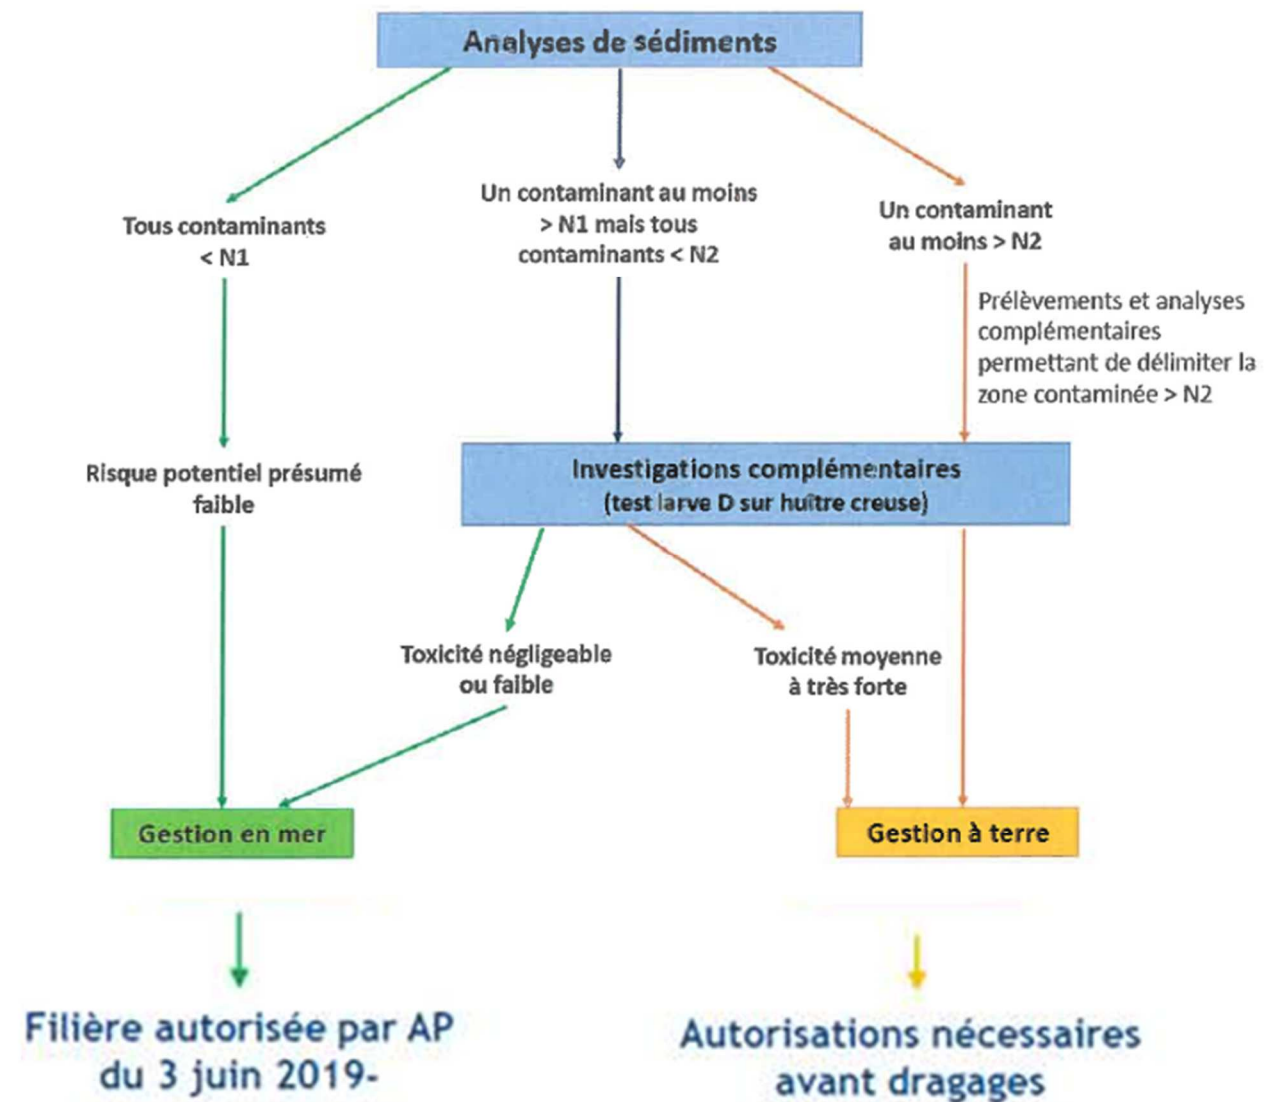 Analyses de sédiments
Tous contaminants
< N1
Un contaminant au moins
> N1 mais tous
contaminants < N2
Un contaminant
au moins > N2
Prélèvements et analyses
complémentaires
permettant de délimiter la
zone contaminée > N2
Risque potentiel présumé
faible
Investigations complémentaires
(test larve D sur huître creuse)
Toxicité négligeable
ou faible
Toxicité moyenne
à très forte
Gestion en mer
Gestion à terre
Filière autorisée par AP
du 3 juin 2019-
Autorisations nécessaires
avant dragages